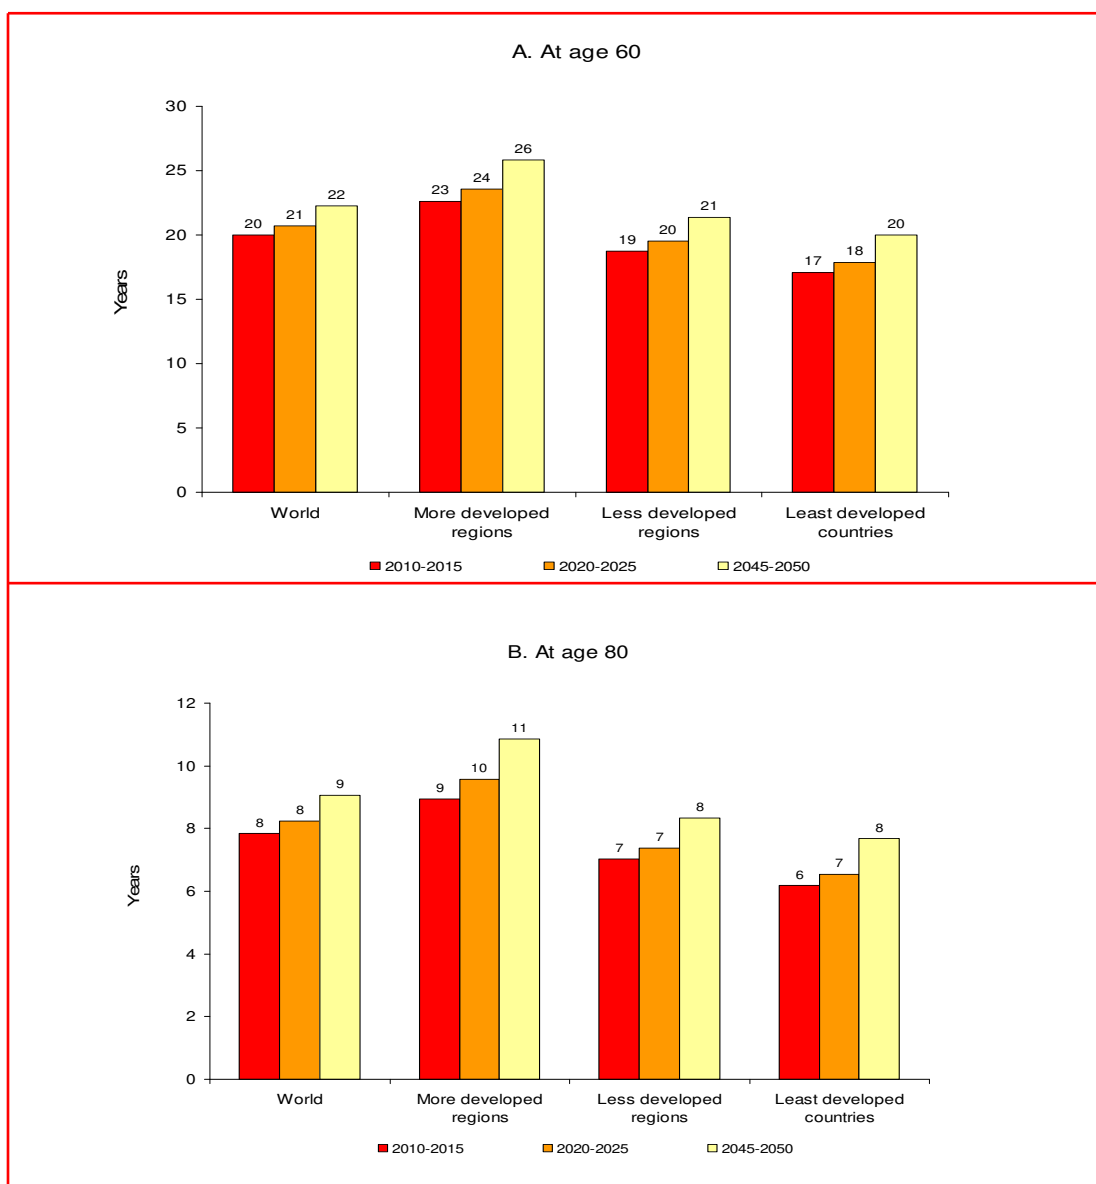 A. At age 60
30
25
20
15
10
5
0
Years
20 21 22
23 24 26
19 20 21
17 18 20
World
More developed
regions
Less developed
regions
Least developed
countries
2010-2015 2020-2025 2045-2050
B. At age 80
12
10
8
6
4
2
0
Years
8 8 9
9 10 11
7 7 8
6 7 8
World
More developed
regions
Less developed
regions
Least developed
countries
2010-2015 2020-2025 2045-2050